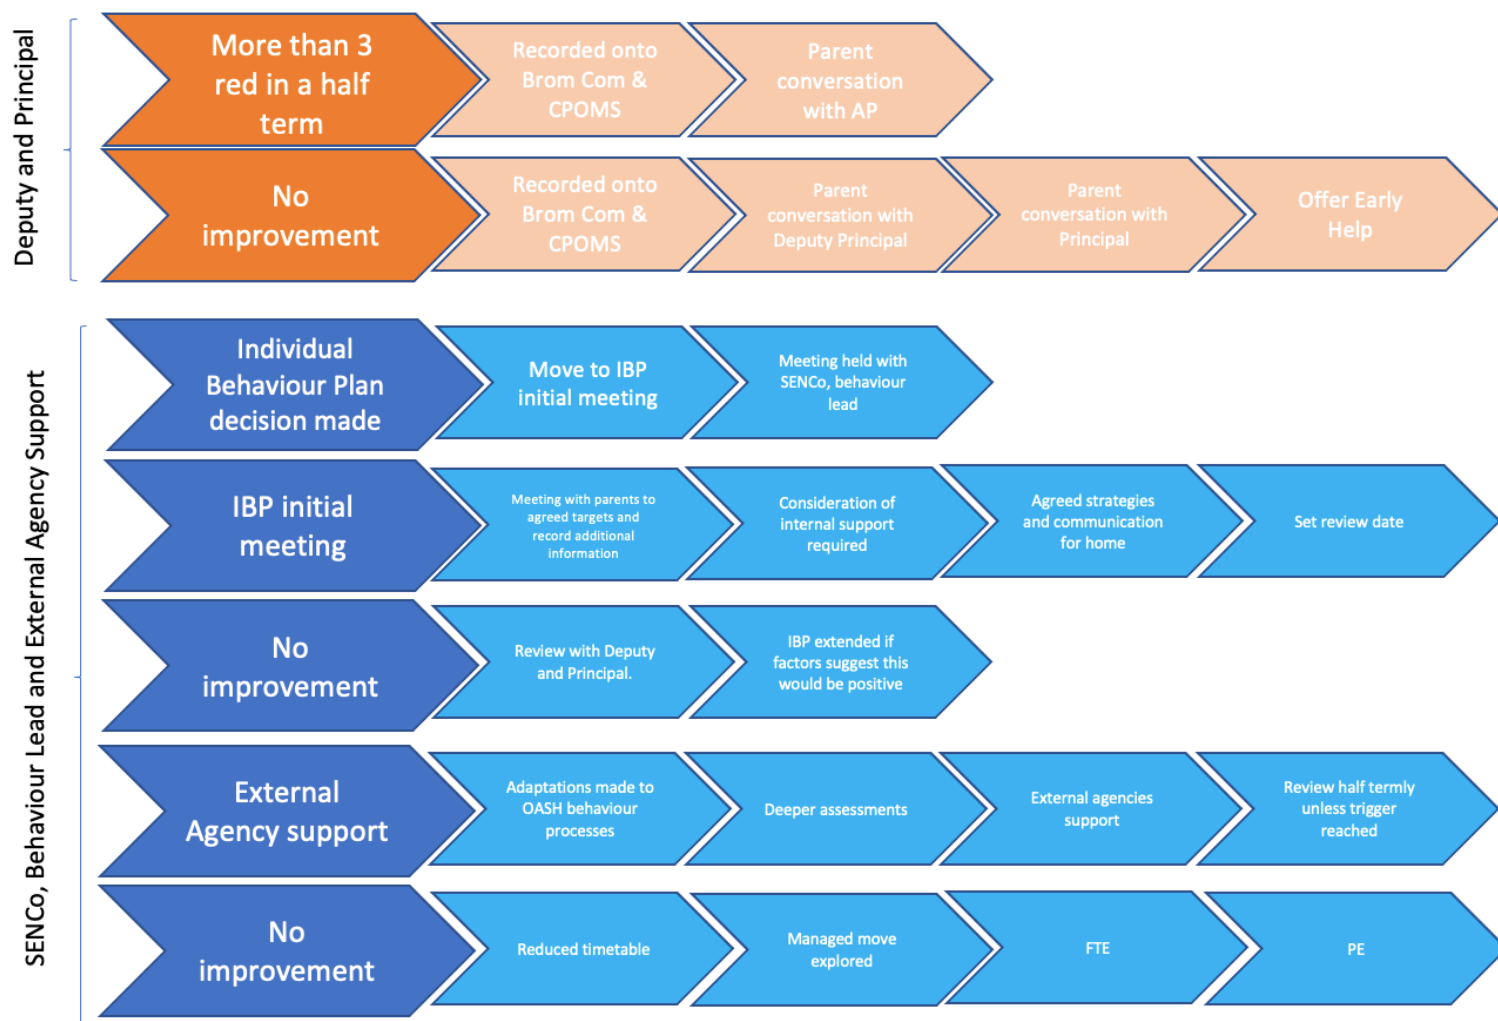 Deputy and Principal
More than 3
red in a half
term
Recorded onto
Brom Com &
CPOMS
Parent
conversation
with AP
No
improvement
Recorded onto
Brom Com &
CPOMS
Parent
conversation with
Deputy Principal
Parent
conversation with
Principal
Offer Early
Help
SENCo, Behaviour Lead and External Agency Support
Individual
Behaviour Plan
decision made
Move to IBP
initial meeting
Meeting held with
SENCo, behaviour
lead
IBP initial
meeting
Meeting with parents to
agreed targets and
record additional
information
Consideration of
internal support
required
Agreed strategies
and communication
for home
Set review date
No
improvement
Review with Deputy
and Principal.
IBP extended if
factors suggest this
would be positive
External
Agency support
Adaptations made to
OASH behaviour
processes
Deeper assessments
External agencies
support
Review half termly
unless trigger
reached
No
improvement
Reduced timetable
Managed move
explored
FTE
PE